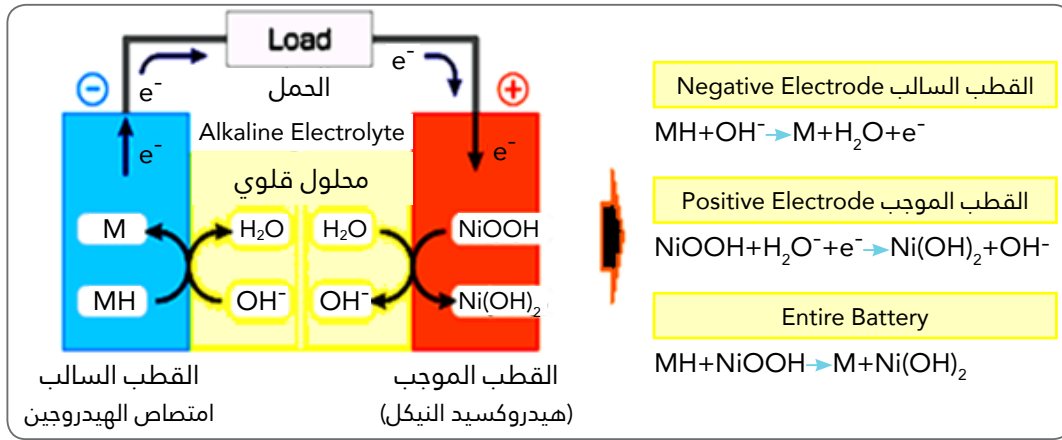 Load
الحمل
e⁻
e⁻
e⁻
e⁻
Alkaline Electrolyte
محلول قلوي
M
H₂O
H₂O
NiOOH
MH
OH⁻
OH⁻
Ni(OH)₂
القطب السالب
امتصاص الهيدروجين
القطب الموجب
(هيدروكسيد النيكل)
Negative Electrode القطب السالب
MH+OH⁻→M+H₂O+e⁻
Positive Electrode القطب الموجب
NiOOH+H₂O⁻+e⁻→Ni(OH)₂+OH-
Entire Battery
MH+NiOOH→M+Ni(OH)₂